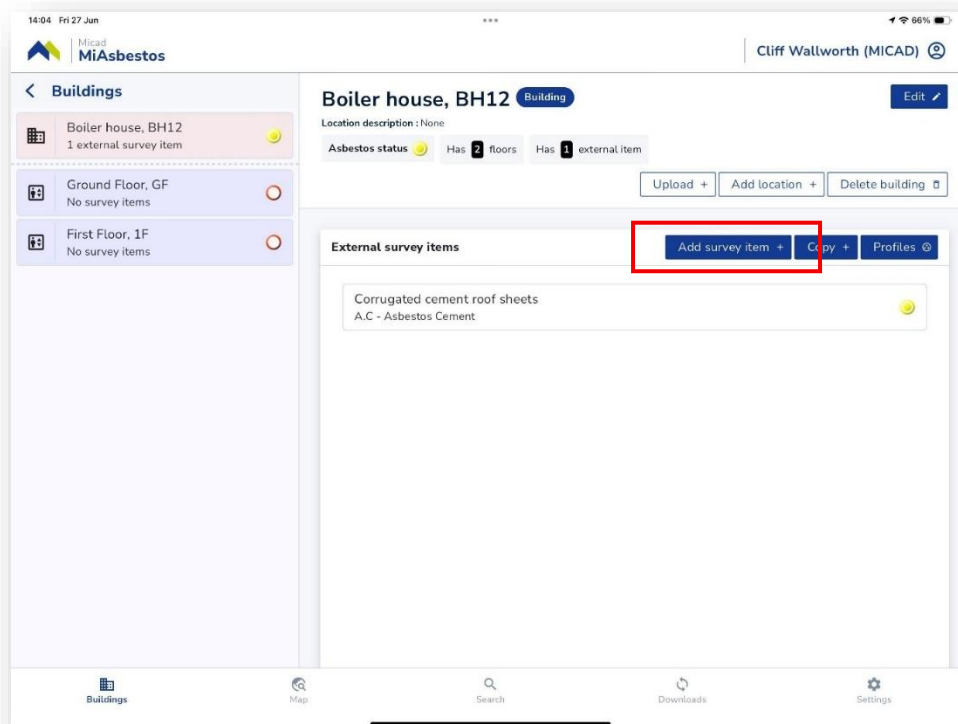 14:04 Fri 27 Jun
66%
Micad
MiAsbestos
Cliff Wallworth (MICAD)
Buildings
Boiler house, BH12
1 external survey item
Ground Floor, GF
No survey items
First Floor, 1F
No survey items
Boiler house, BH12 Building
Edit
Location description : None
Asbestos status Has 2 floors Has 1 external item
Upload + Add location + Delete building
External survey items Add survey item + Copy + Profiles
Corrugated cement roof sheets
A.C - Asbestos Cement
Buildings Map Search Downloads Settings